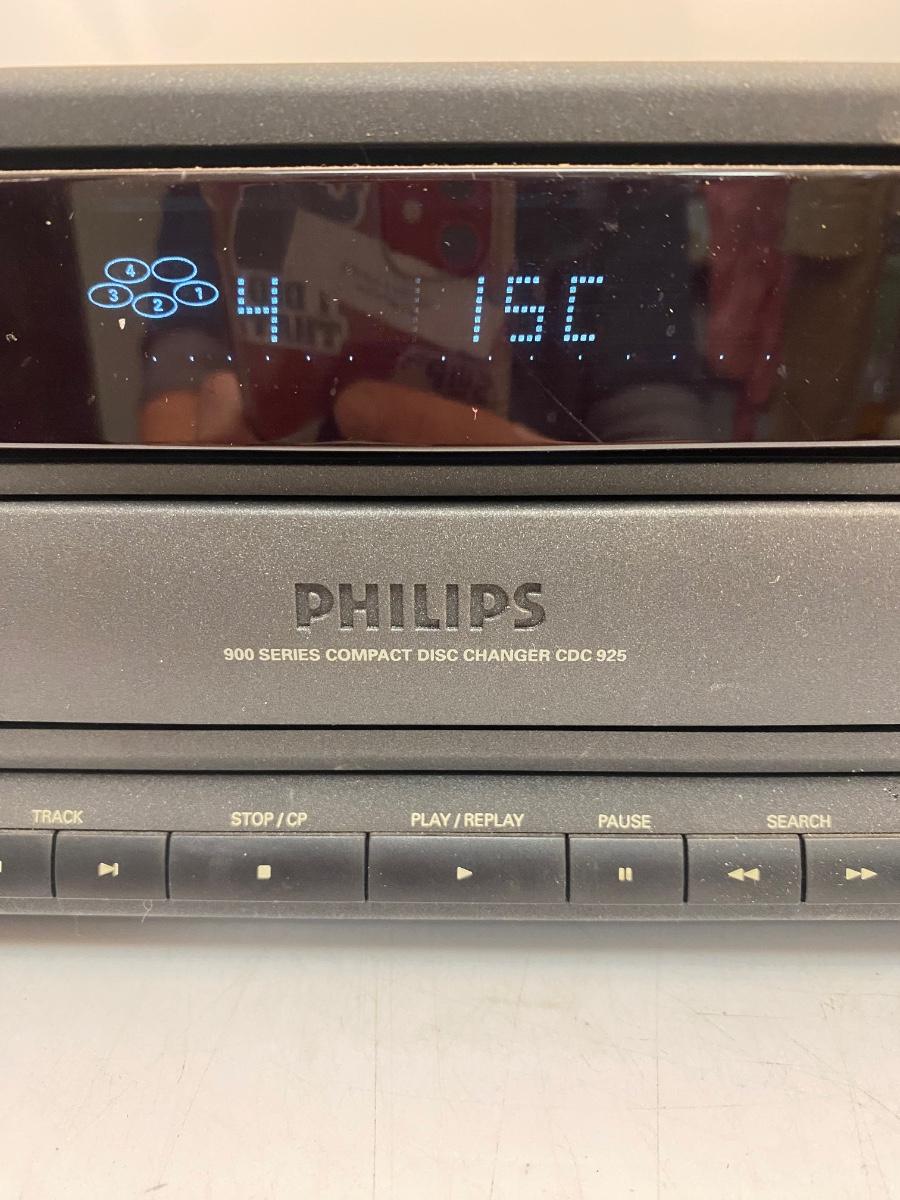 4
3 2 1
4 ISC
PHILIPS
900 SERIES COMPACT DISC CHANGER CDC 925
TRACK STOP / CP PLAY / REPLAY PAUSE SEARCH